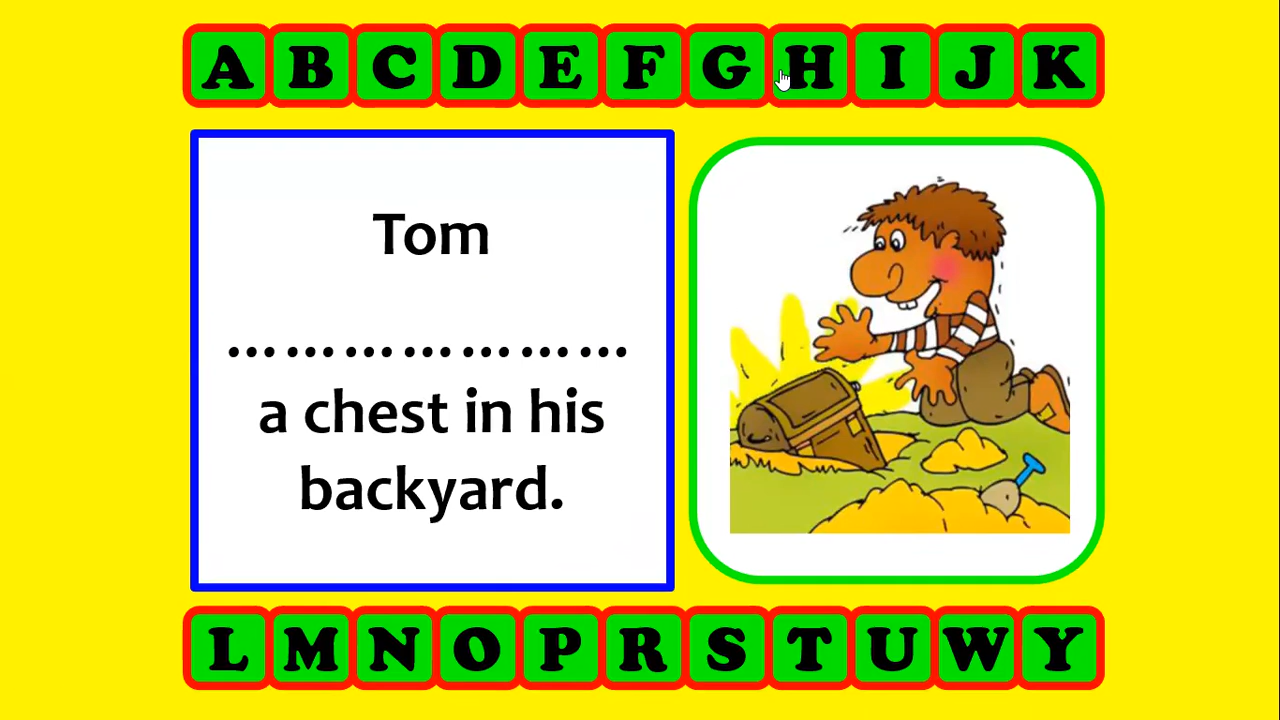 A B C D E F G H I J K
Tom
.....................
a chest in his
backyard.
L M N O P R S T U W Y